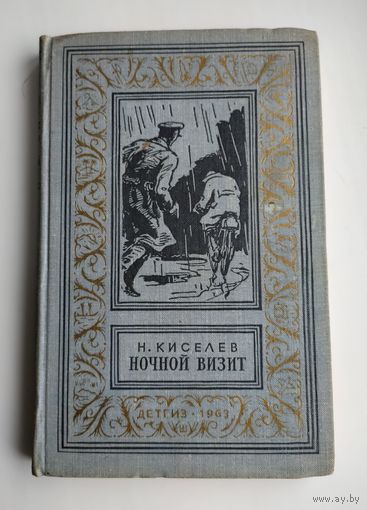 Н. КИСЕЛЕВ
НОЧНОЙ ВИЗИТ
ДЕТГИЗ · 1963
www.ay.by